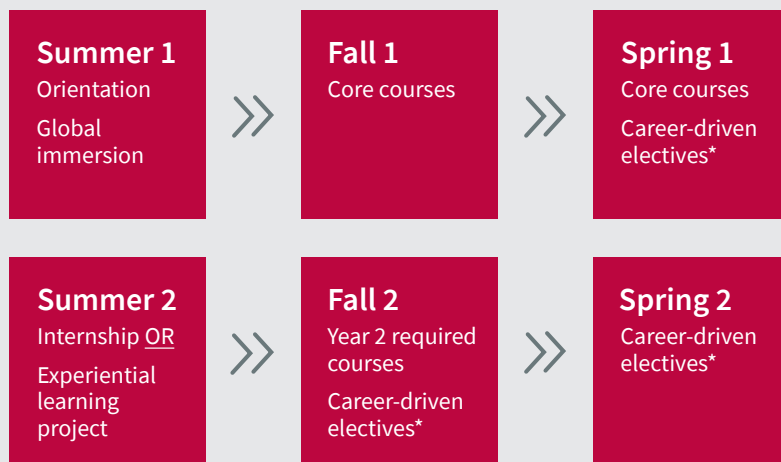 Summer 1
Orientation
Global
immersion
Fall 1
Core courses
Spring 1
Core courses
Career-driven
electives*
Summer 2
Internship OR
Experiential
learning
project
Fall 2
Year 2 required
courses
Career-driven
electives*
Spring 2
Career-driven
electives*